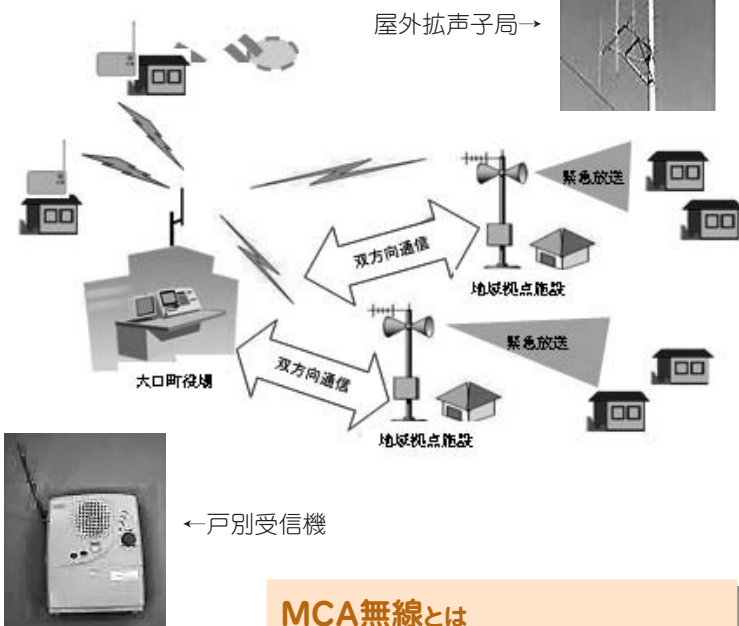 屋外拡声子局→
緊急放送
双方向通信
地域拠点施設
緊急放送
大口町役場
双方向通信
地域拠点施設
←戸別受信機
MCA無線とは